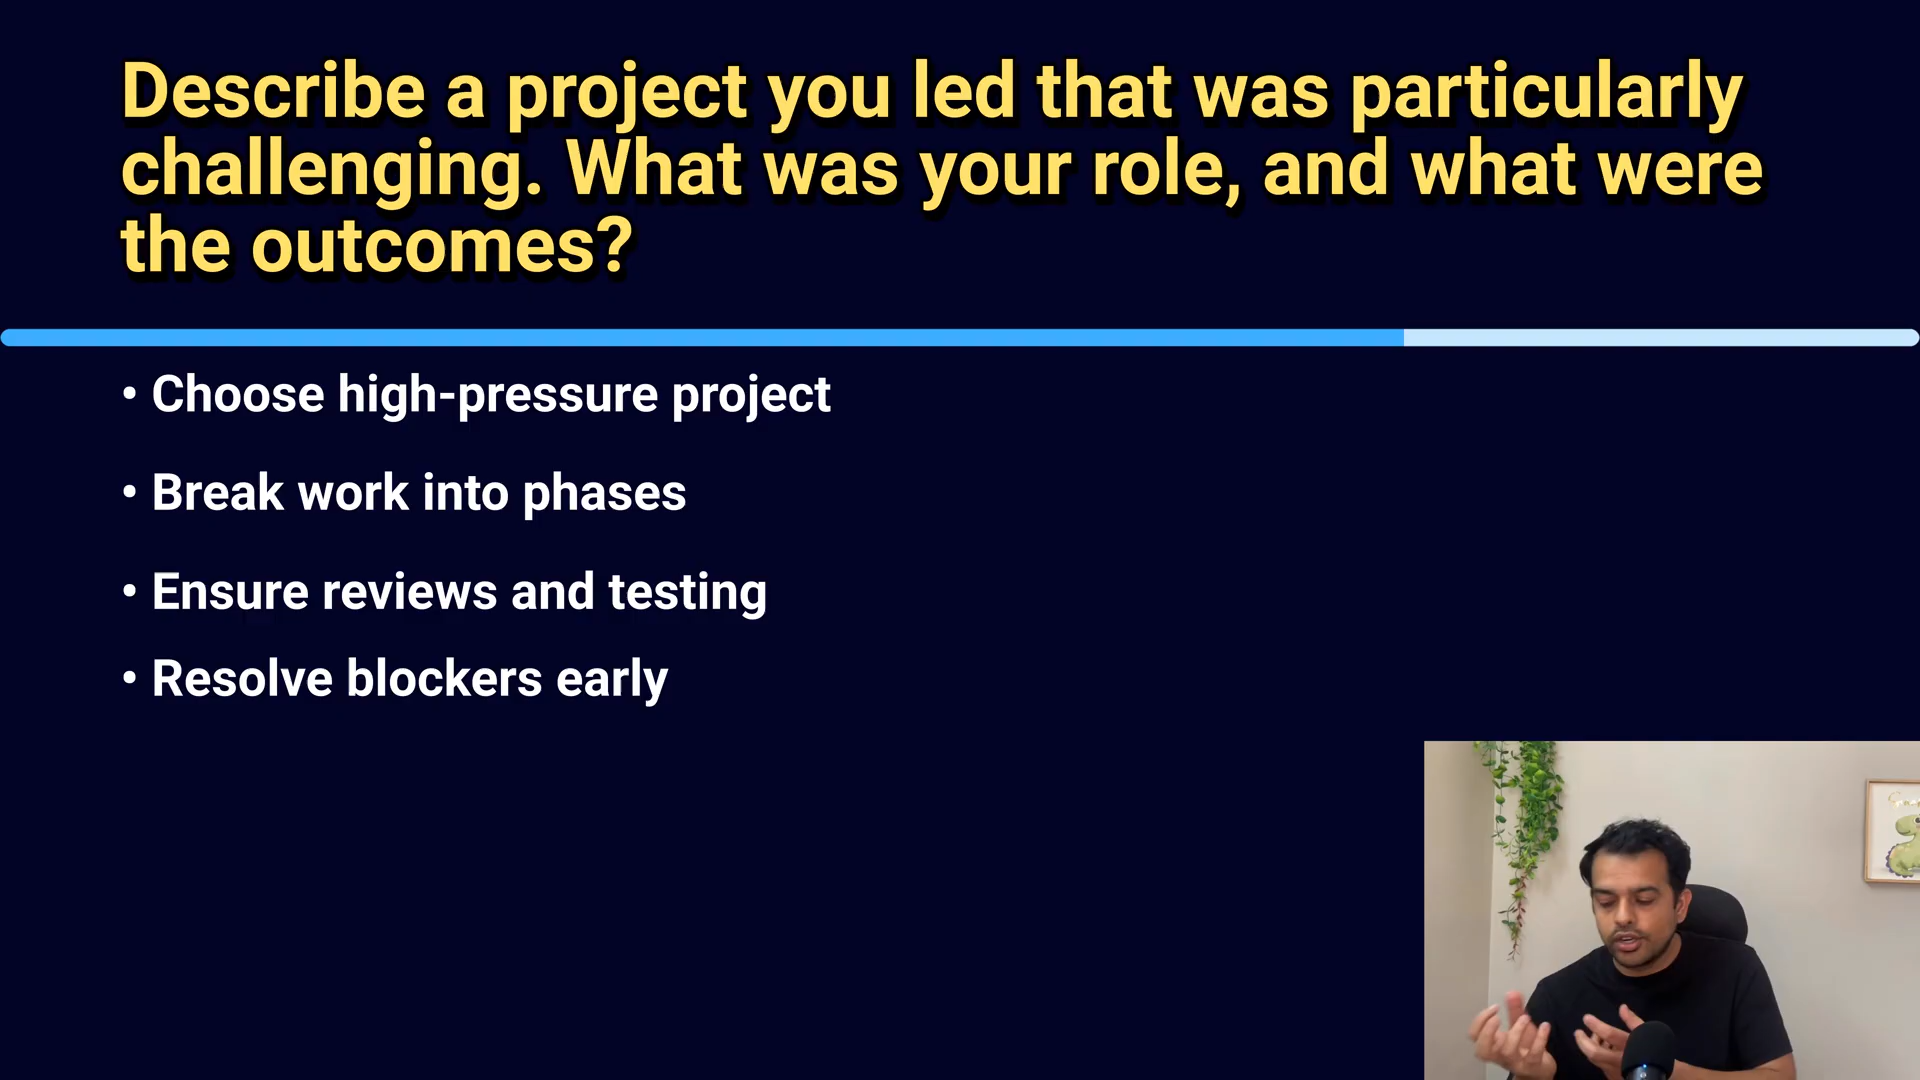 Describe a project you led that was particularly
challenging. What was your role, and what were
the outcomes?
• Choose high-pressure project
• Break work into phases
• Ensure reviews and testing
• Resolve blockers early